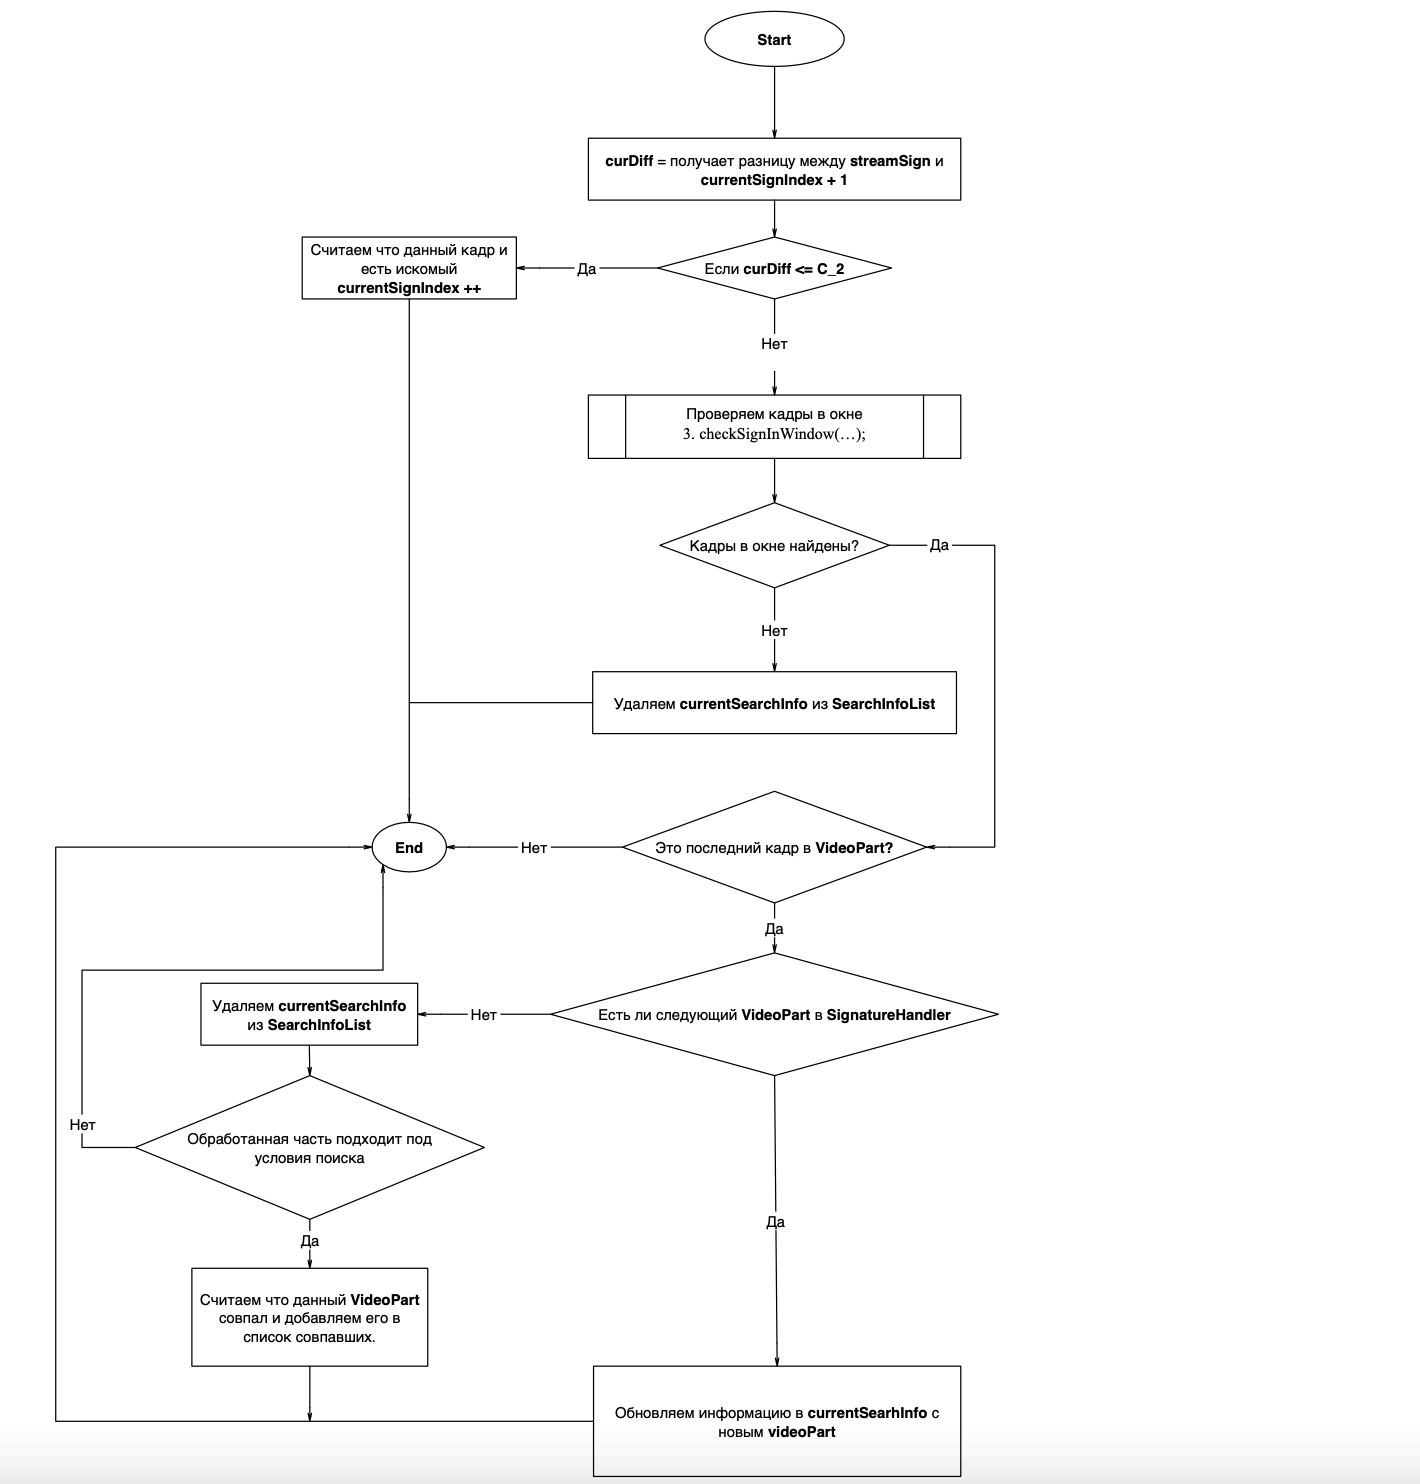 Start
curDiff = получает разницу между streamSign и
currentSignIndex + 1
Считаем что данный кадр и
есть искомый
currentSignIndex ++
Да
Если curDiff <= C_2
Нет
Проверяем кадры в окне
3. checkSignInWindow(…);
Кадры в окне найдены?
Да
Нет
Удаляем currentSearchInfo из SearchInfoList
End
Нет
Это последний кадр в VideoPart?
Да
Удаляем currentSearchInfo
из SearchInfoList
Нет
Есть ли следующий VideoPart в SignatureHandler
Нет
Обработанная часть подходит под
условия поиска
Да
Да
Считаем что данный VideoPart
совпал и добавляем его в
список совпавших.
Обновляем информацию в currentSearhInfo с
новым videoPart